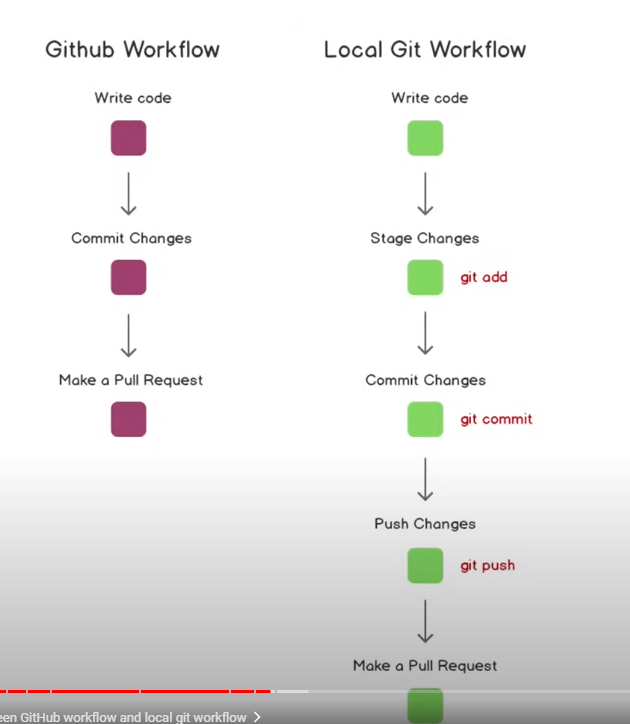 Github Workflow
Write code
Commit Changes
Make a Pull Request
Local Git Workflow
Write code
Stage Changes
git add
Commit Changes
git commit
Push Changes
git push
Make a Pull Request
GitHub workflow and local git workflow